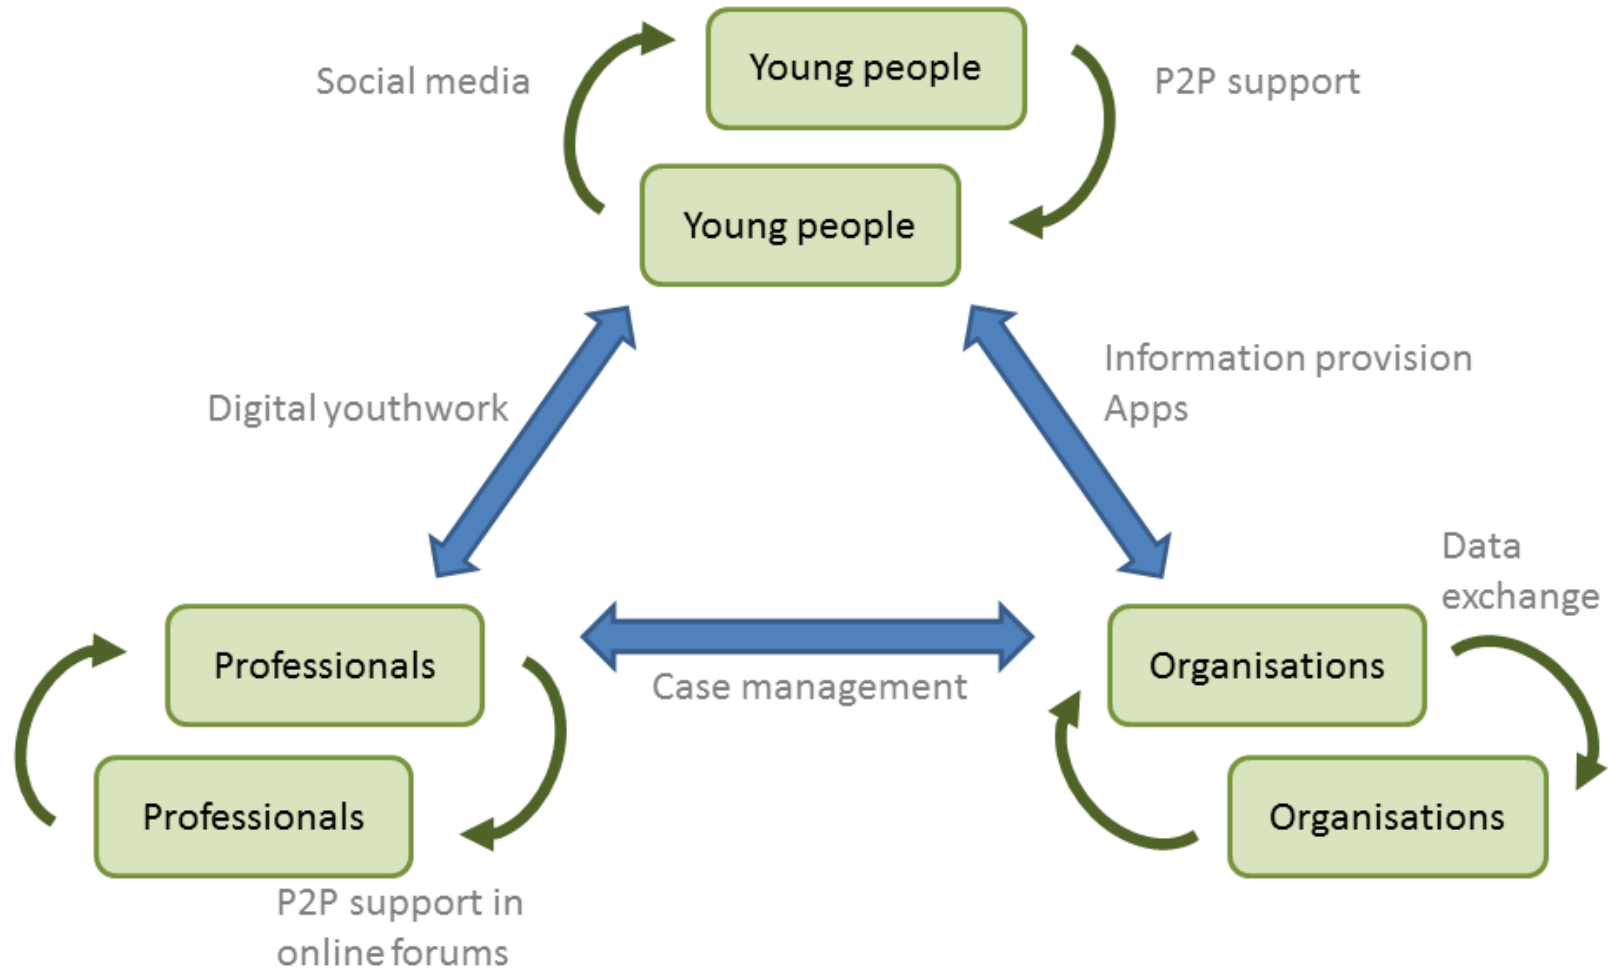 Young people
Social media
P2P support
Young people
Information provision
Apps
Digital youthwork
Data
exchange
Professionals
Organisations
Case management
Professionals
Organisations
P2P support in
online forums